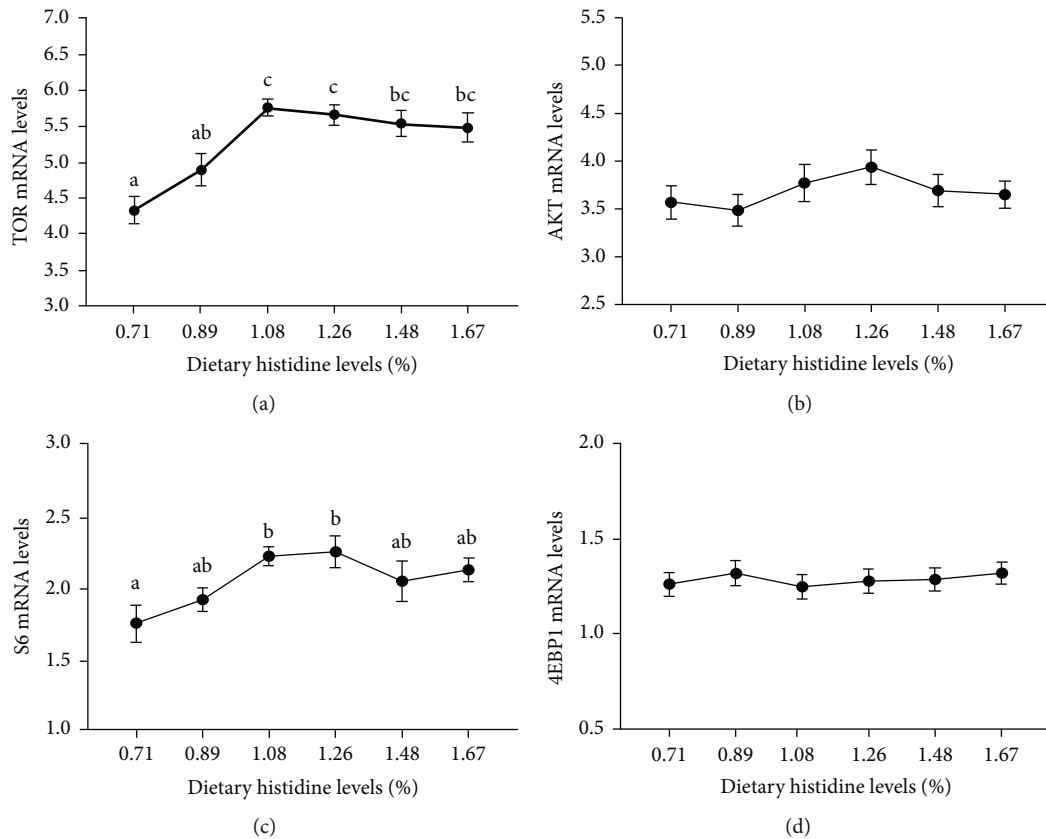 TOR mRNA levels
7.0
6.5
6.0
5.5
5.0
4.5
4.0
3.5
3.0
a
ab
c
c
bc
bc
0.71 0.89 1.08 1.26 1.48 1.67
Dietary histidine levels (%)
(a)
AKT mRNA levels
5.5
5.0
4.5
4.0
3.5
3.0
2.5
0.71 0.89 1.08 1.26 1.48 1.67
Dietary histidine levels (%)
(b)
S6 mRNA levels
3.0
2.5
2.0
1.5
1.0
a
ab
b
b
ab
ab
0.71 0.89 1.08 1.26 1.48 1.67
Dietary histidine levels (%)
(c)
4EBP1 mRNA levels
2.0
1.5
1.0
0.5
0.71 0.89 1.08 1.26 1.48 1.67
Dietary histidine levels (%)
(d)